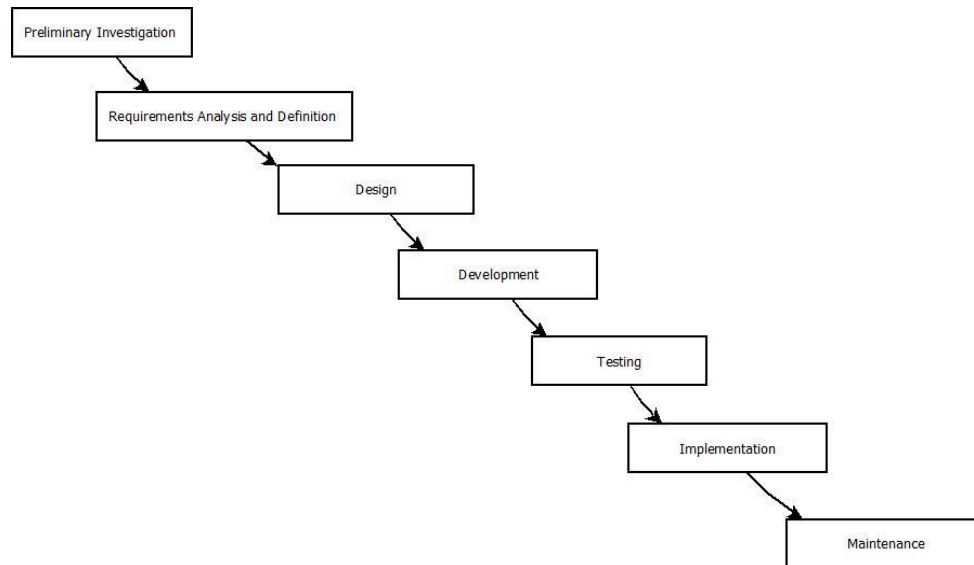 Preliminary Investigation
Requirements Analysis and Definition
Design
Development
Testing
Implementation
Maintenance